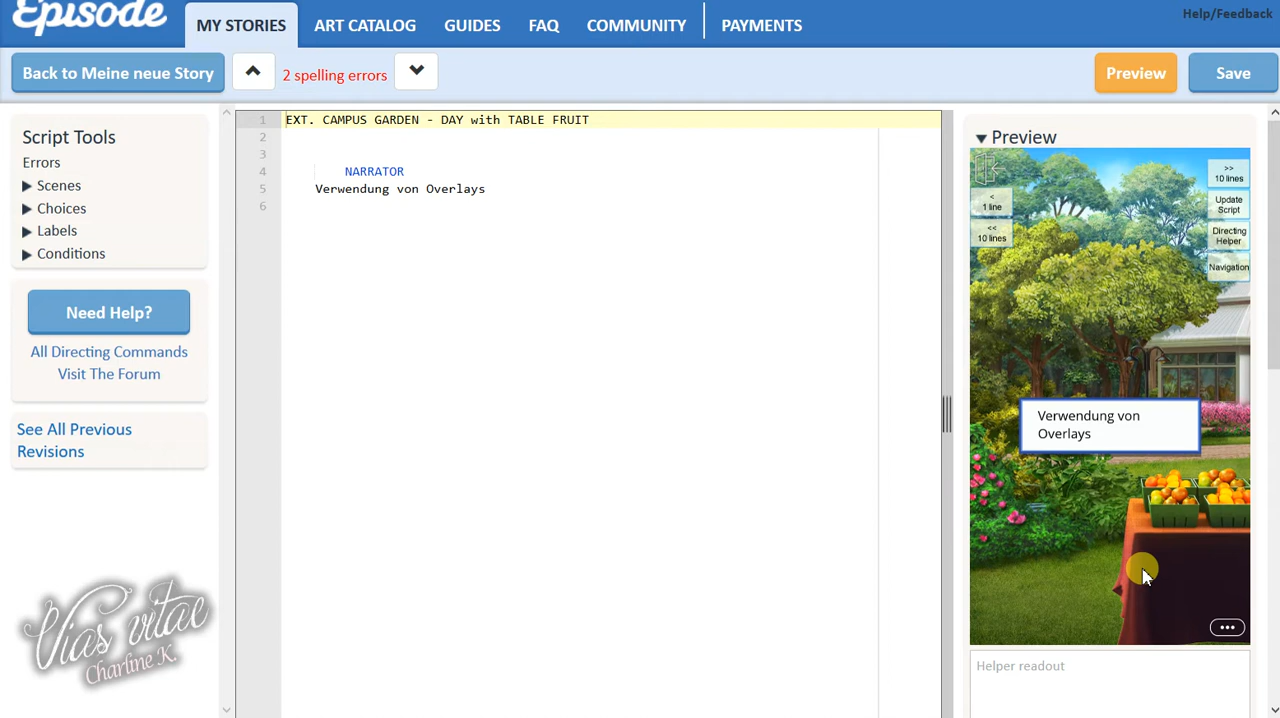 Episode
MY STORIES
ART CATALOG
GUIDES
FAQ
COMMUNITY
PAYMENTS
Help/Feedback
Back to Meine neue Story
2 spelling errors
Preview
Save
Script Tools
Errors
Scenes
Choices
Labels
Conditions
Need Help?
All Directing Commands
Visit The Forum
See All Previous
Revisions
Vias vitae
Charline K.
1 EXT. CAMPUS GARDEN - DAY with TABLE FRUIT
2
3
4 NARRATOR
5 Verwendung von Overlays
6
Preview
<
1 line
<<
10 lines
>>
10 lines
Update
Script
Directing
Helper
Navigation
Verwendung von
Overlays
Helper readout